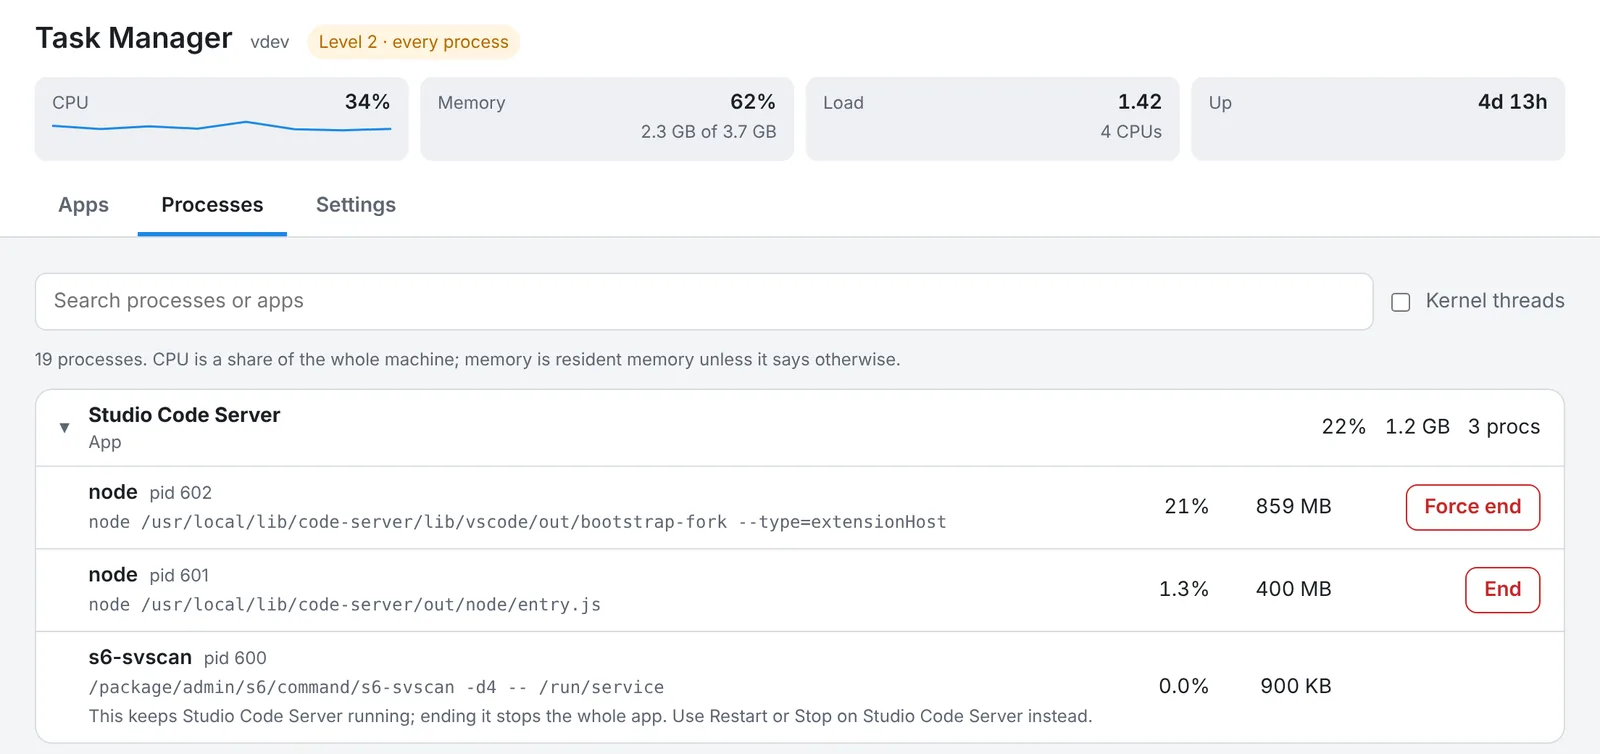 Task Manager vdev Level 2 · every process
CPU 34%
Memory 62%
2.3 GB of 3.7 GB
Load 1.42
4 CPUs
Up 4d 13h
Apps Processes Settings
Search processes or apps
Kernel threads
19 processes. CPU is a share of the whole machine; memory is resident memory unless it says otherwise.
▼ Studio Code Server
App
22% 1.2 GB 3 procs
node pid 602
node /usr/local/lib/code-server/lib/vscode/out/bootstrap-fork --type=extensionHost
21% 859 MB Force end
node pid 601
node /usr/local/lib/code-server/out/node/entry.js
1.3% 400 MB End
s6-svscan pid 600
/package/admin/s6/command/s6-svscan -d4 -- /run/service
0.0% 900 KB
This keeps Studio Code Server running; ending it stops the whole app. Use Restart or Stop on Studio Code Server instead.